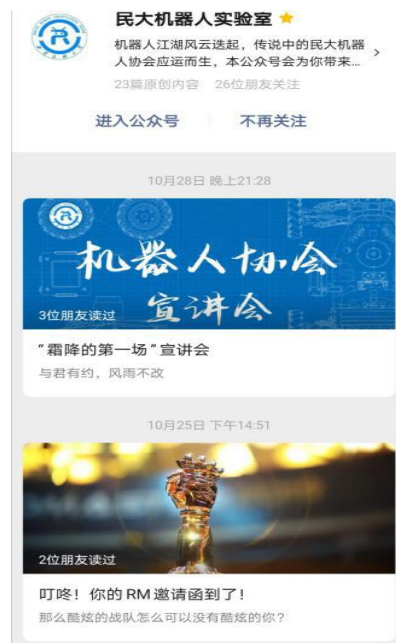 民大机器人实验室
机器人江湖风云迭起，传说中的民大机器
人协会应运而生，本公众号会为你带来...
23篇原创内容 26位朋友关注
进入公众号 不再关注
10月28日 晚上21:28
机器人协会
宣讲会
3位朋友读过
“霜降的第一场”宣讲会
与君有约，风雨不改
10月25日 下午14:51
2位朋友读过
叮咚！你的RM邀请函到了！
那么酷炫的战队怎么可以没有酷炫的你？